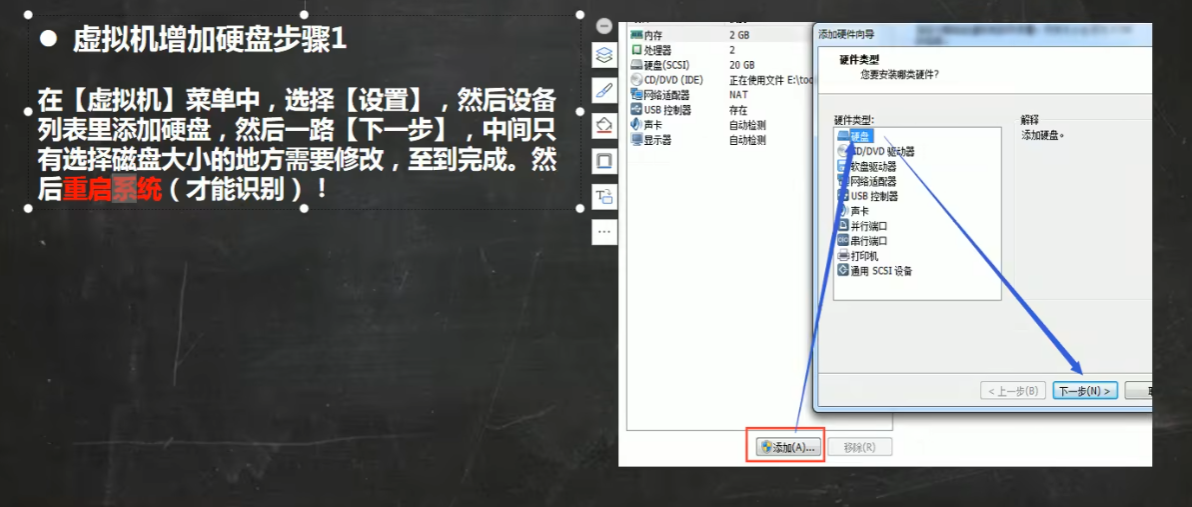 ● 虚拟机增加硬盘步骤1
在【虚拟机】菜单中，选择【设置】，然后设备
列表里添加硬盘，然后一路【下一步】，中间只
有选择磁盘大小的地方需要修改，至到完成。然
后重启系统（才能识别）！
内存 2 GB
处理器 2
硬盘(SCSI) 20 GB
CD/DVD (IDE) 正在使用文件 E:\too
网络适配器 NAT
USB 控制器 存在
声卡 自动检测
显示器 自动检测
添加(A)...
移除(R)
添加硬件向导
硬件类型
您要安装哪类硬件?
硬件类型:
硬盘
CD/DVD 驱动器
软盘驱动器
网络适配器
USB 控制器
声卡
并行端口
串行端口
打印机
通用 SCSI 设备
解释
添加硬盘。
< 上一步(B)
下一步(N) >